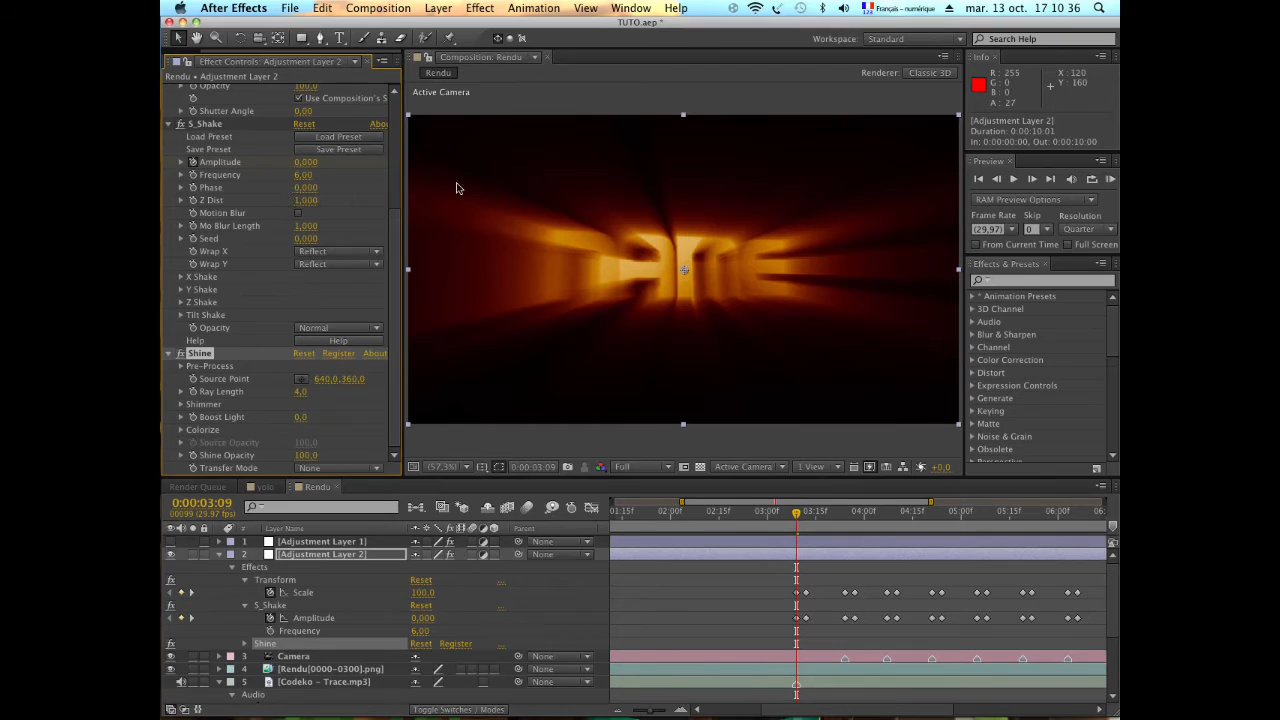 After Effects File Edit Composition Layer Effect Animation View Window Help Français - numérique mar. 13 oct. 17 10 36
TUTO.aep *
Workspace: Standard Search Help
Effect Controls: Adjustment Layer 2
Rendu • Adjustment Layer 2
Opacity 100,0
Use Composition's S
Shutter Angle 0,00
S_Shake Reset Abou
Load Preset Load Preset
Save Preset Save Preset
Amplitude 0,000
Frequency 6,00
Phase 0,000
Z Dist 1,000
Motion Blur
Mo Blur Length 1,000
Seed 0,000
Wrap X Reflect
Wrap Y Reflect
X Shake
Y Shake
Z Shake
Tilt Shake
Opacity Normal
Help Help
Shine Reset Register About
Pre-Process
Source Point 640,0,360,0
Ray Length 4,0
Shimmer
Boost Light 0,0
Colorize
Source Opacity 100,0
Shine Opacity 100,0
Transfer Mode None
Composition: Rendu
Rendu Renderer: Classic 3D
Active Camera
(57,3%) 0:00:03:09 Full Active Camera 1 View +0,0
Info
R : 255
G : 0
B : 0
A : 27
X : 120
Y : 160
[Adjustment Layer 2]
Duration: 0:00:10:01
In: 0:00:00:00, Out: 0:00:10:00
Preview
RAM Preview Options
Frame Rate Skip Resolution
(29,97) 0 Quarter
From Current Time Full Screen
Effects & Presets
* Animation Presets
3D Channel
Audio
Blur & Sharpen
Channel
Color Correction
Distort
Expression Controls
Generate
Keying
Matte
Noise & Grain
Obsolete
Render Queue yolo Rendu
0:00:03:09
00099 (29.97 fps)
# Layer Name Parent
:01:15f 02:00f 02:15f 03:00f 03:15f 04:00f 04:15f 05:00f 05:15f 06:00f
1 [Adjustment Layer 1] None
2 [Adjustment Layer 2] None
Effects
Transform Reset ...
Scale 100,0
S_Shake Reset ...
Amplitude 0,000
Frequency 6,00
Shine Reset Register ...
3 Camera None
4 Rendu[0000-0300].png) None
5 [Codeko - Trace.mp3] None
Audio
Toggle Switches / Modes